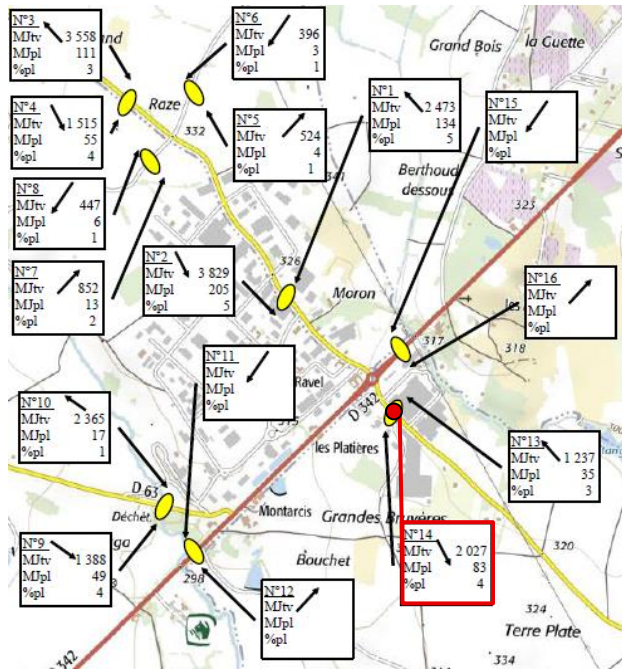 N°3
MJtv 3 558
MJpl 111
%pl 3
N°6
MJtv 396
MJpl 3
%pl 1
Grand Bois
la Guette
N°4
MJtv 1 515
MJpl 55
%pl 4
Raze
332
N°5
MJtv 524
MJpl 4
%pl 1
N°1
MJtv 2 473
MJpl 134
%pl 5
N°15
MJtv
MJpl
%pl
Berthoud
dessous
325
N°8
MJtv 447
MJpl 6
%pl 1
N°2
MJtv 3 829
MJpl 205
%pl 5
326
Moron
N°7
MJtv 852
MJpl 13
%pl 2
N°16
MJtv
MJpl
%pl
317
318
N°11
MJtv
MJpl
%pl
Ravel
D 342
N°10
MJtv 2 365
MJpl 17
%pl 1
les Platières
N°13
MJtv 1 237
MJpl 35
%pl 3
D 63
Déchèt.
Montarcis
Grandes Bruyères
N°9
MJtv 1 388
MJpl 49
%pl 4
298
Bouchet
N°14
MJtv 2 027
MJpl 83
%pl 4
320
N°12
MJtv
MJpl
%pl
324
Terre Plate
334
D 342